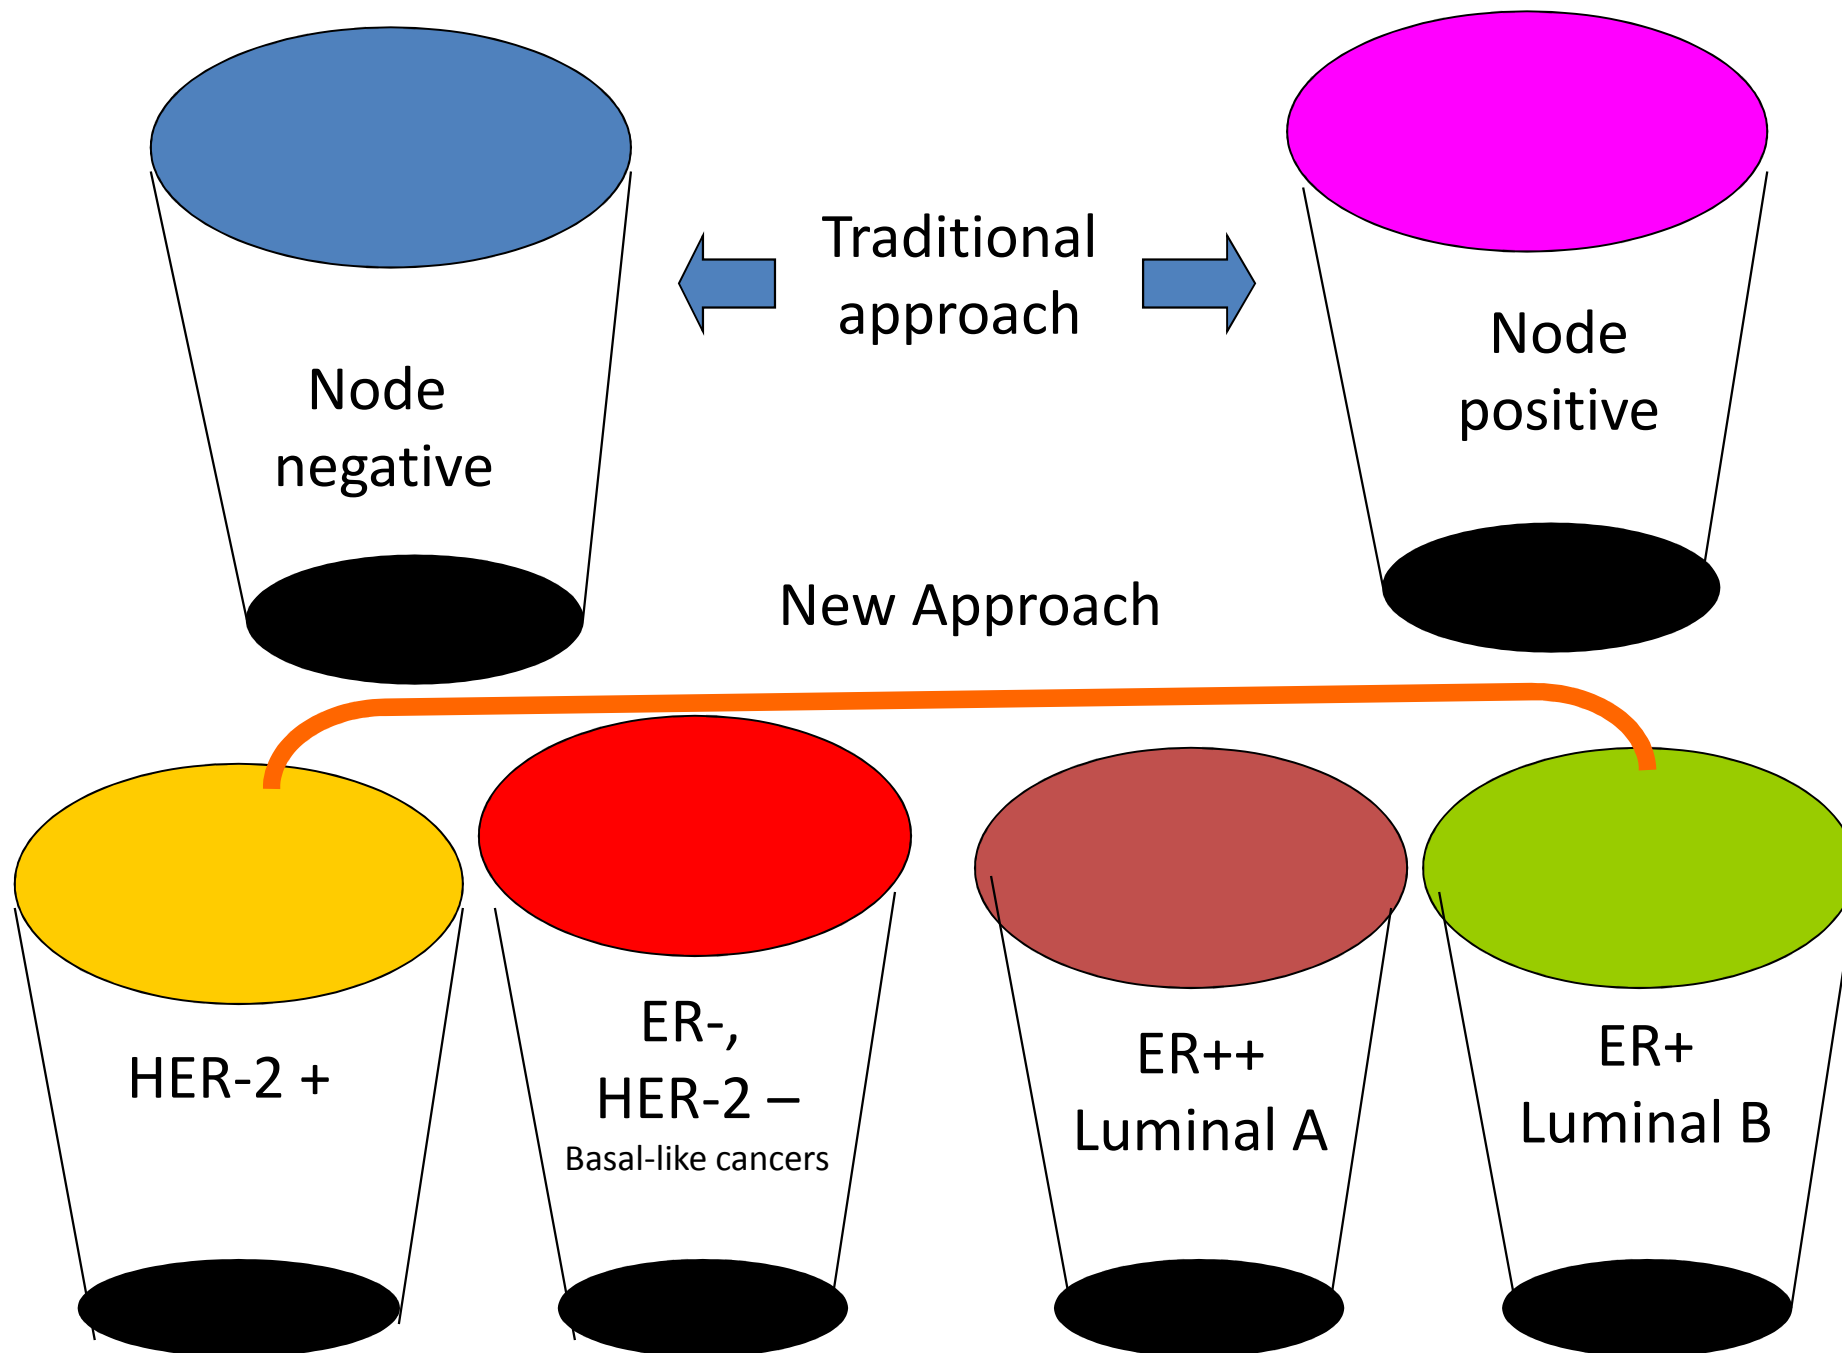 Traditional
approach
Node
negative
Node
positive
New Approach
HER-2 +
ER-,
HER-2 –
Basal-like cancers
ER++
Luminal A
ER+
Luminal B